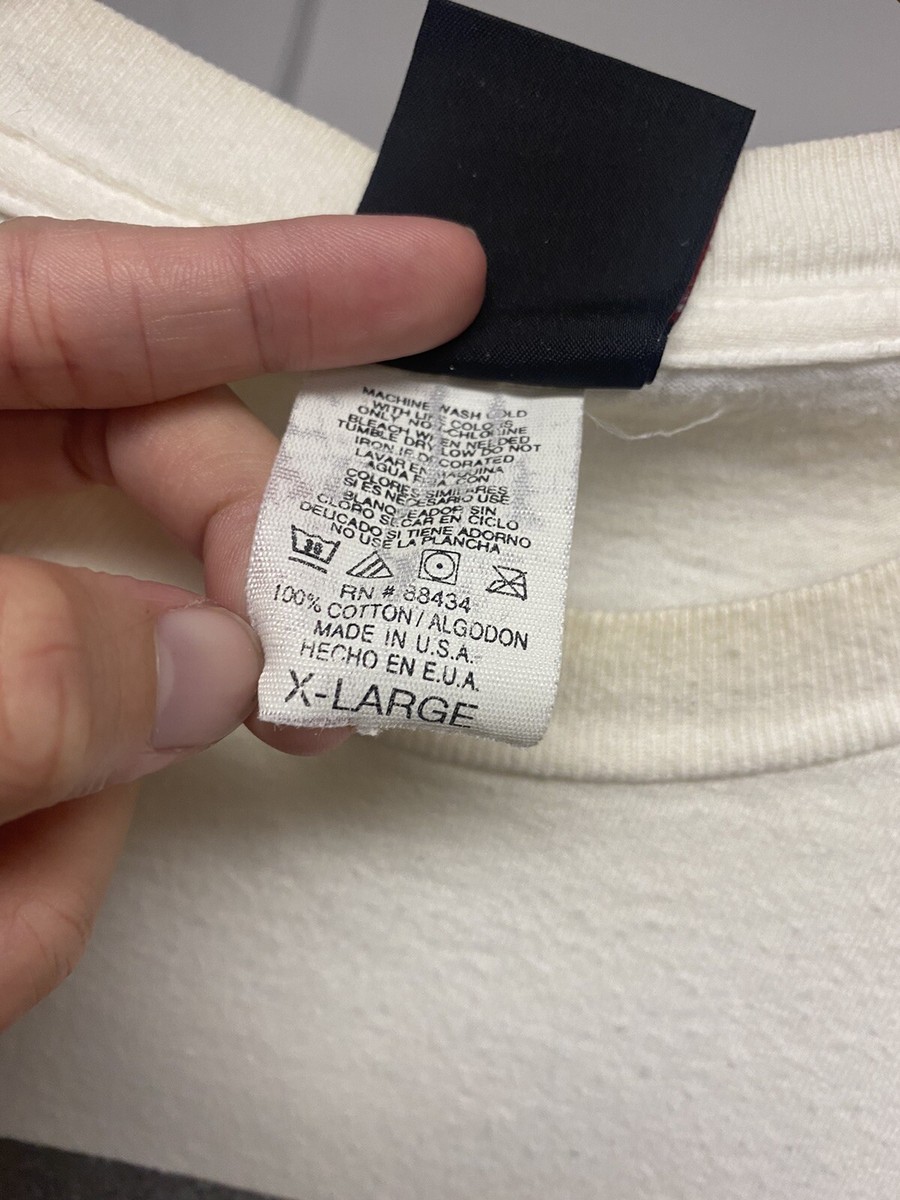 MACHINE WASH COLD
WITH LIKE COLORS
ONLY NON-CHLORINE
BLEACH WHEN NEEDED
TUMBLE DRY LOW DO NOT
IRON IF DECORATED
LAVAR EN MAQUINA
AGUA FRIA CON
COLORES SIMILARES
SI ES NECESARIO USE
BLANQUEADOR SIN
CLORO SECAR EN CICLO
DELICADO SI TIENE ADORNO
NO USE LA PLANCHA
30
RN # 88434
100% COTTON / ALGODON
MADE IN U.S.A.
HECHO EN E.U.A.
X-LARGE